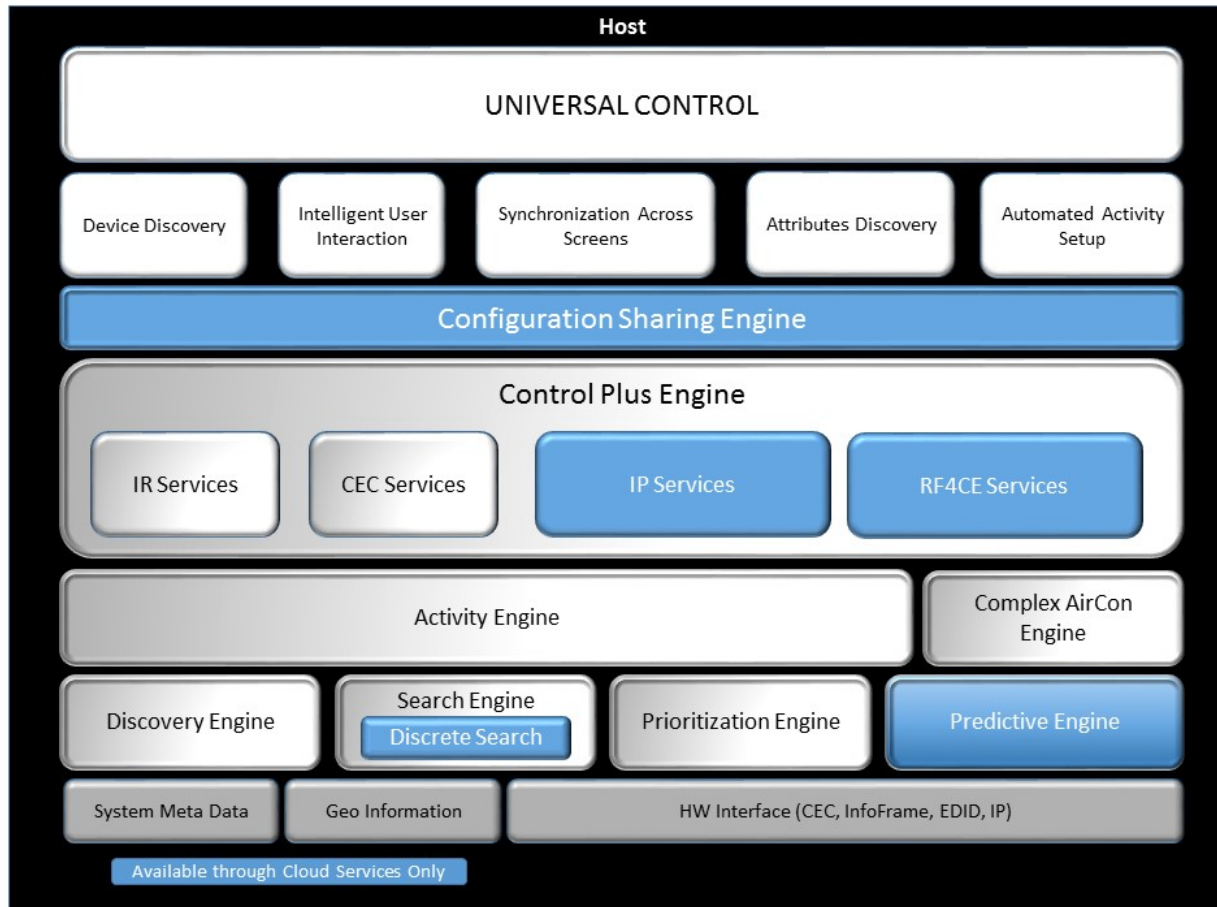 Host
UNIVERSAL CONTROL
Device Discovery
Intelligent User
Interaction
Synchronization Across
Screens
Attributes Discovery
Automated Activity
Setup
Configuration Sharing Engine
Control Plus Engine
IR Services
CEC Services
IP Services
RF4CE Services
Activity Engine
Complex AirCon
Engine
Discovery Engine
Search Engine
Discrete Search
Prioritization Engine
Predictive Engine
System Meta Data
Geo Information
HW Interface (CEC, InfoFrame, EDID, IP)
Available through Cloud Services Only